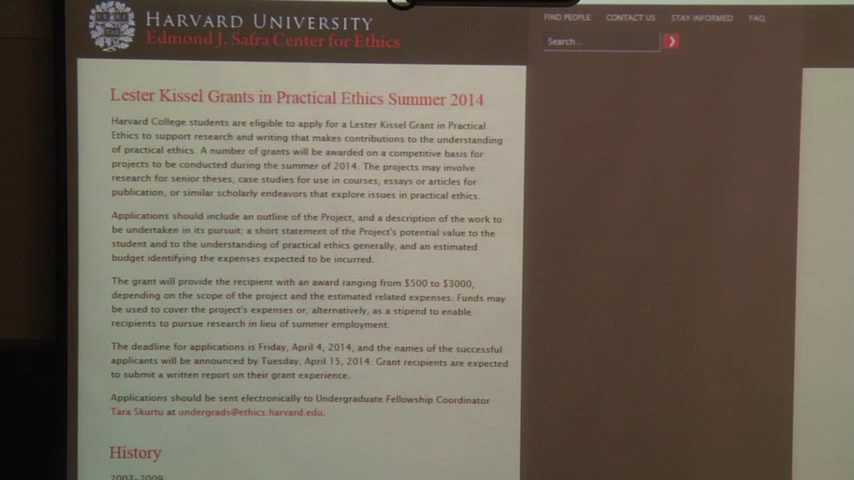 HARVARD UNIVERSITY
Edmond J. Safra Center for Ethics
FIND PEOPLE CONTACT US STAY INFORMED FAQ
Search...
Lester Kissel Grants in Practical Ethics Summer 2014
Harvard College students are eligible to apply for a Lester Kissel Grant in Practical
Ethics to support research and writing that makes contributions to the understanding
of practical ethics. A number of grants will be awarded on a competitive basis for
projects to be conducted during the summer of 2014. The projects may involve
research for senior theses, case studies for use in courses, essays or articles for
publication, or similar scholarly endeavors that explore issues in practical ethics.
Applications should include an outline of the Project, and a description of the work to
be undertaken in its pursuit; a short statement of the Project's potential value to the
student and to the understanding of practical ethics generally, and an estimated
budget identifying the expenses expected to be incurred.
The grant will provide the recipient with an award ranging from $500 to $3000,
depending on the scope of the project and the estimated related expenses. Funds may
be used to cover the project's expenses or, alternatively, as a stipend to enable
recipients to pursue research in lieu of summer employment.
The deadline for applications is Friday, April 4, 2014, and the names of the successful
applicants will be announced by Tuesday, April 15, 2014. Grant recipients are expected
to submit a written report on their grant experience.
Applications should be sent electronically to Undergraduate Fellowship Coordinator
Tara Skurtu at undergrads@ethics.harvard.edu.
History